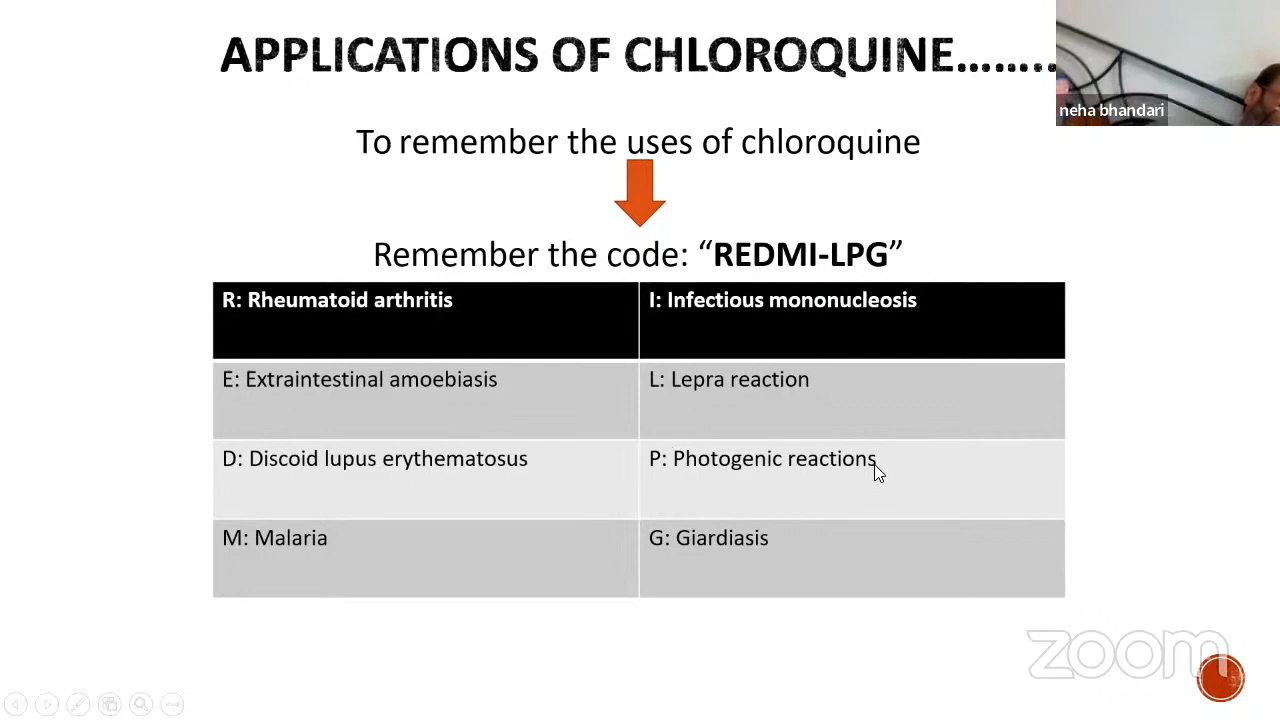 APPLICATIONS OF CHLOROQUINE........
neha bhandari
To remember the uses of chloroquine
Remember the code: “REDMI-LPG”
R: Rheumatoid arthritis
I: Infectious mononucleosis
E: Extraintestinal amoebiasis
L: Lepra reaction
D: Discoid lupus erythematosus
P: Photogenic reactions
M: Malaria
G: Giardiasis
zoom